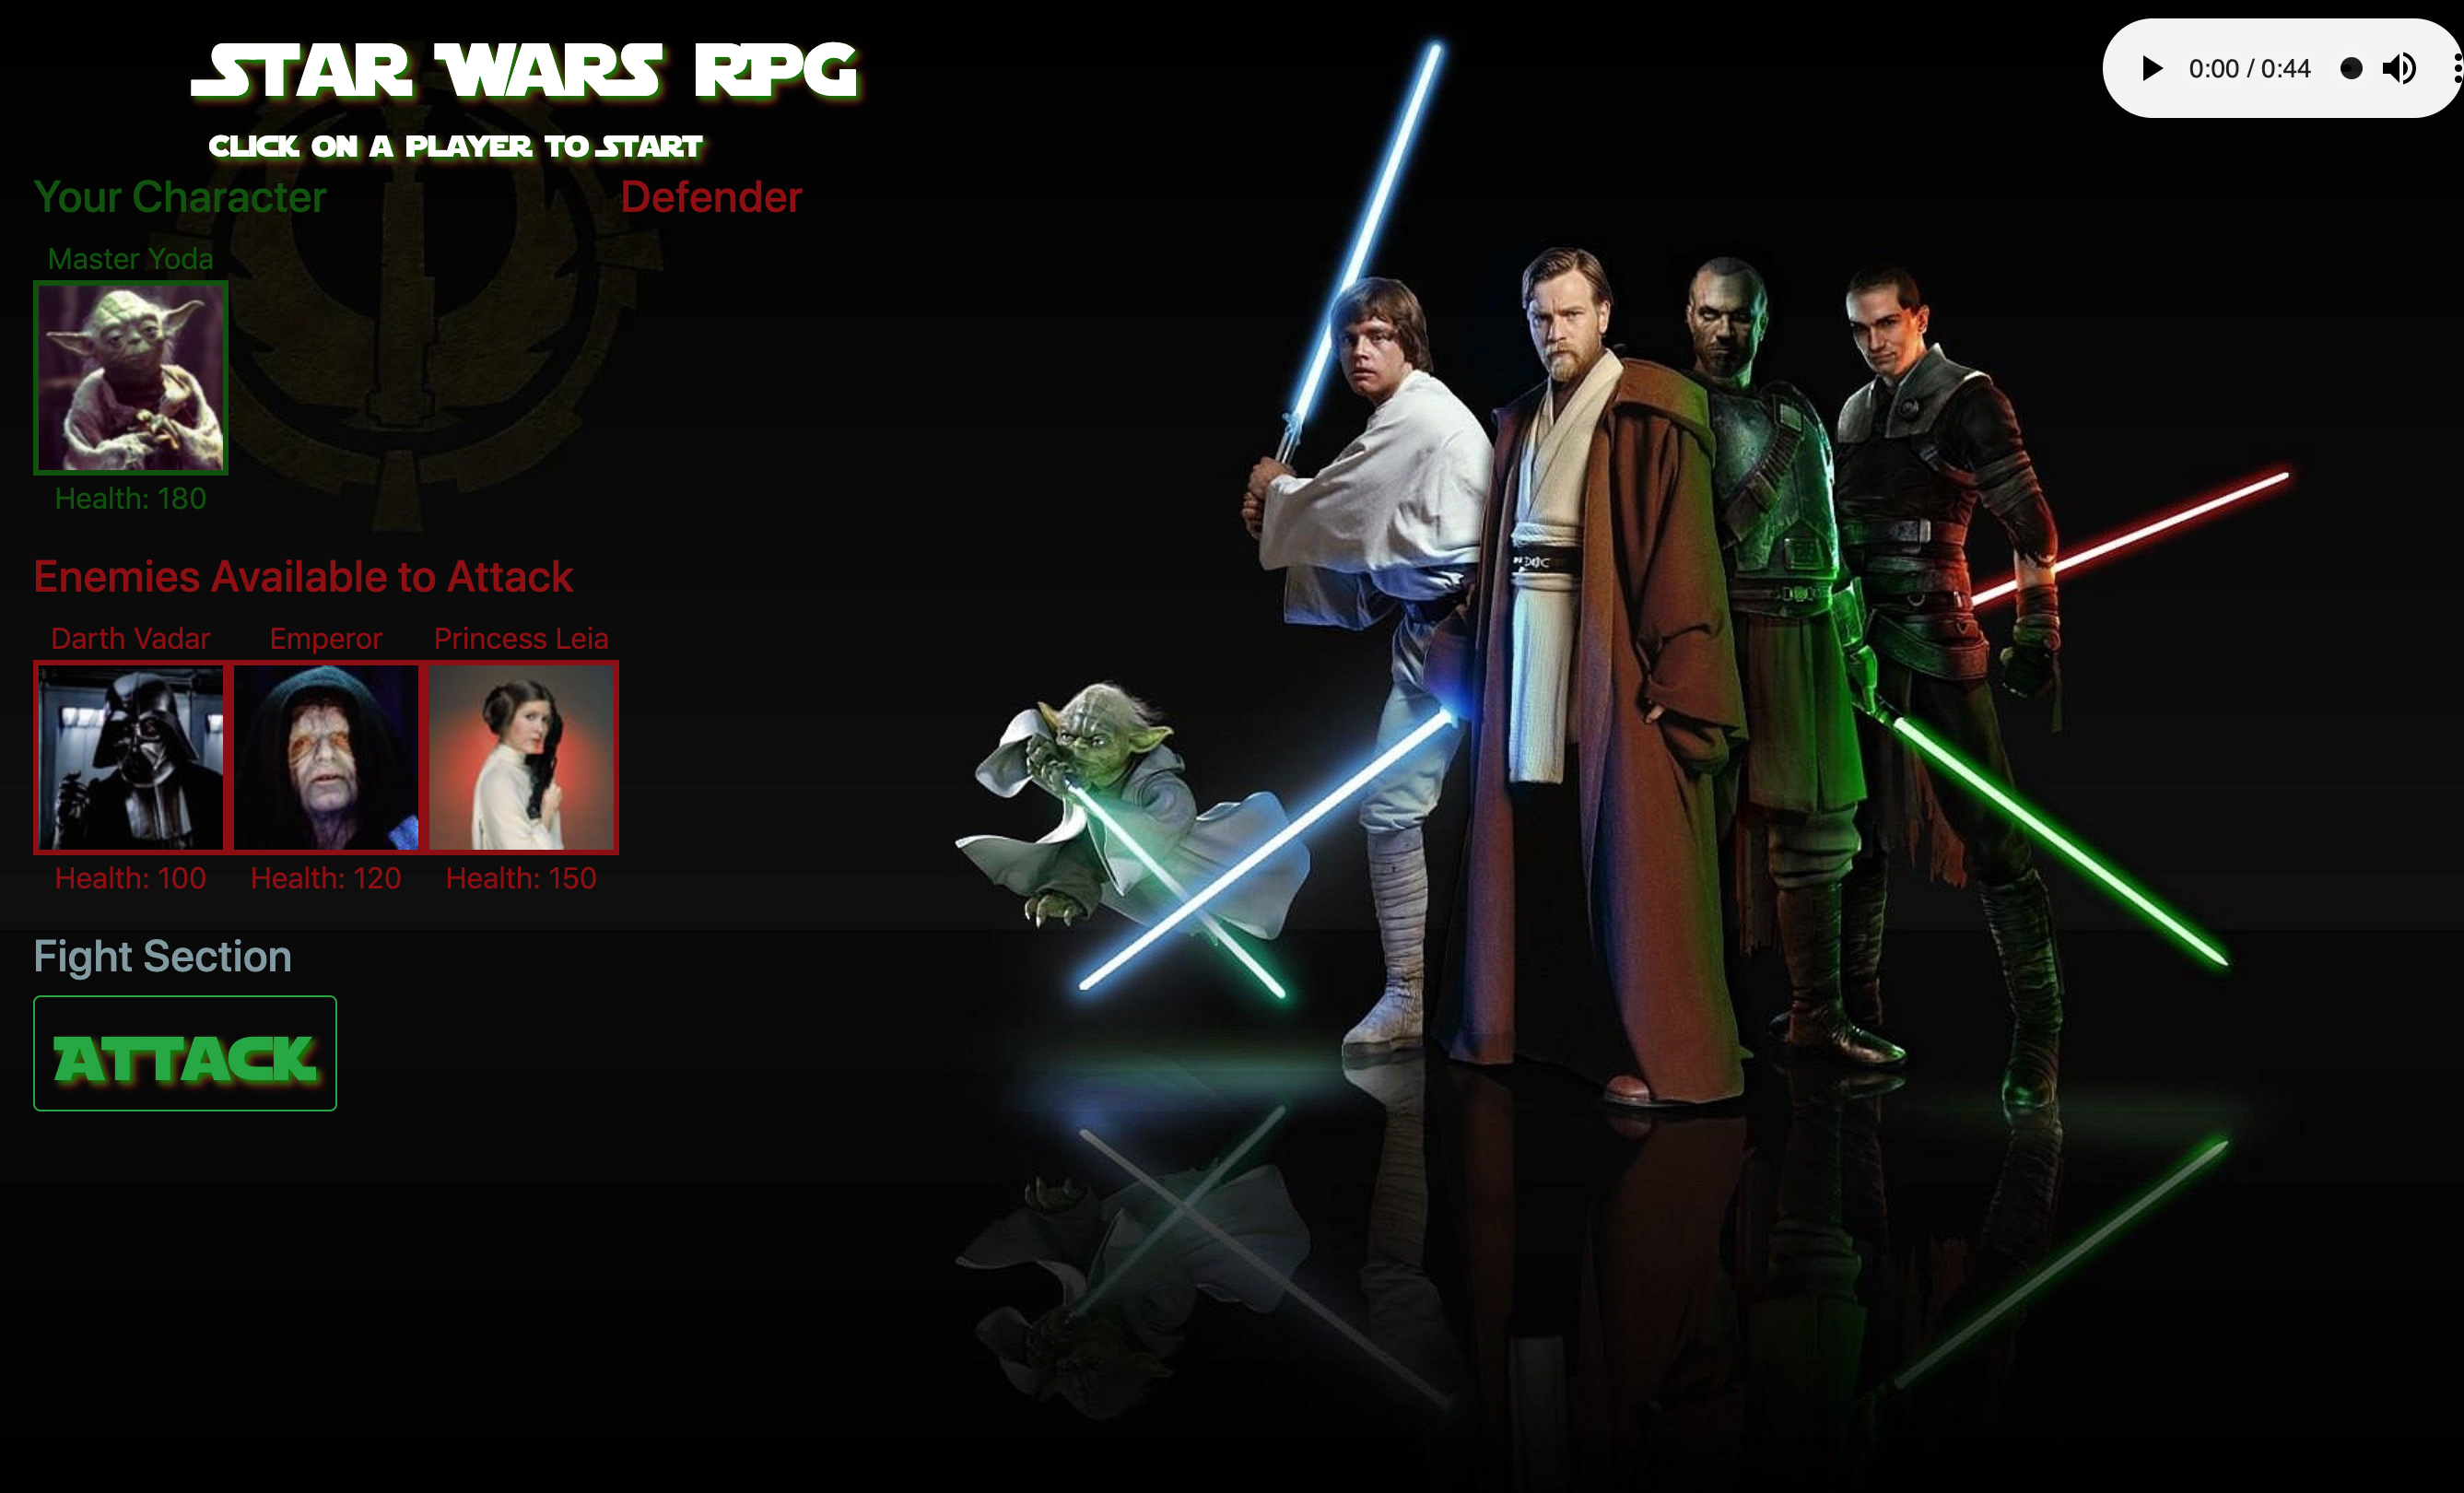 STAR WARS RPG
0:00 / 0:44
CLICK ON A PLAYER TO START
Your Character
Defender
Master Yoda
Health: 180
Enemies Available to Attack
Darth Vadar Emperor Princess Leia
Health: 100 Health: 120 Health: 150
Fight Section
ATTACK